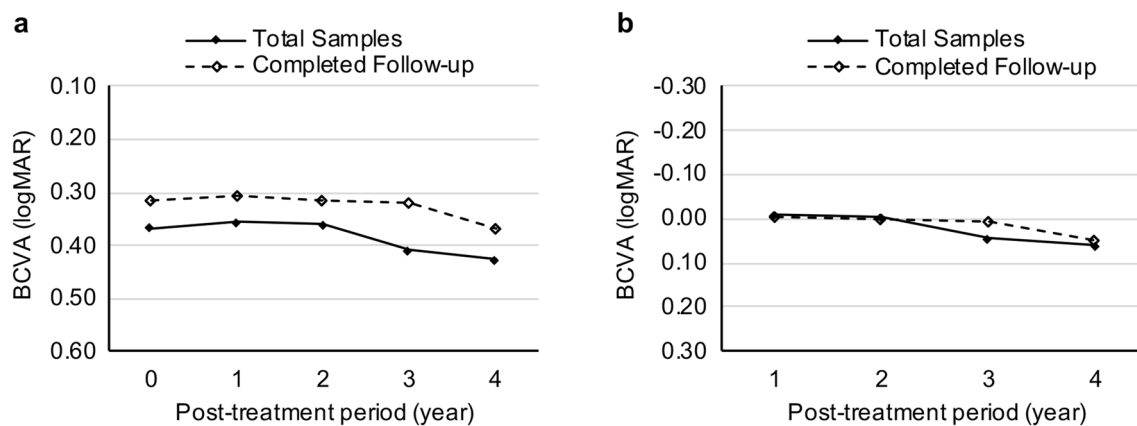 a
Total Samples
Completed Follow-up
BCVA (logMAR)
0.10
0.20
0.30
0.40
0.50
0.60
0 1 2 3 4
Post-treatment period (year)
b
Total Samples
Completed Follow-up
BCVA (logMAR)
-0.30
-0.20
-0.10
0.00
0.10
0.20
0.30
1 2 3 4
Post-treatment period (year)